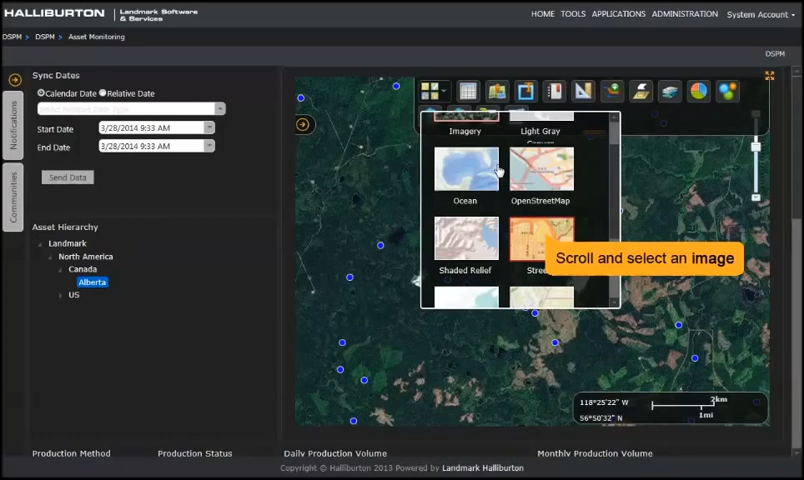 HALLIBURTON
Landmark Software
& Services
HOME TOOLS APPLICATIONS ADMINISTRATION System Account
DSPM DSPM Asset Monitoring
DSPM
Sync Dates
Calendar Date Relative Date
Start Date 3/28/2014 9:33 AM
End Date 3/28/2014 9:33 AM
Send Data
Notifications
Communities
Asset Hierarchy
Landmark
North America
Canada
Alberta
US
Imagery
Light Gray
Canvas
Ocean
OpenStreetMap
Shaded Relief
Scroll and select an image
118°25'22" W
56°50'32" N
2km
1mi
Production Method Production Status Daily Production Volume Monthly Production Volume
Copyright © Halliburton 2013 Powered by Landmark Halliburton